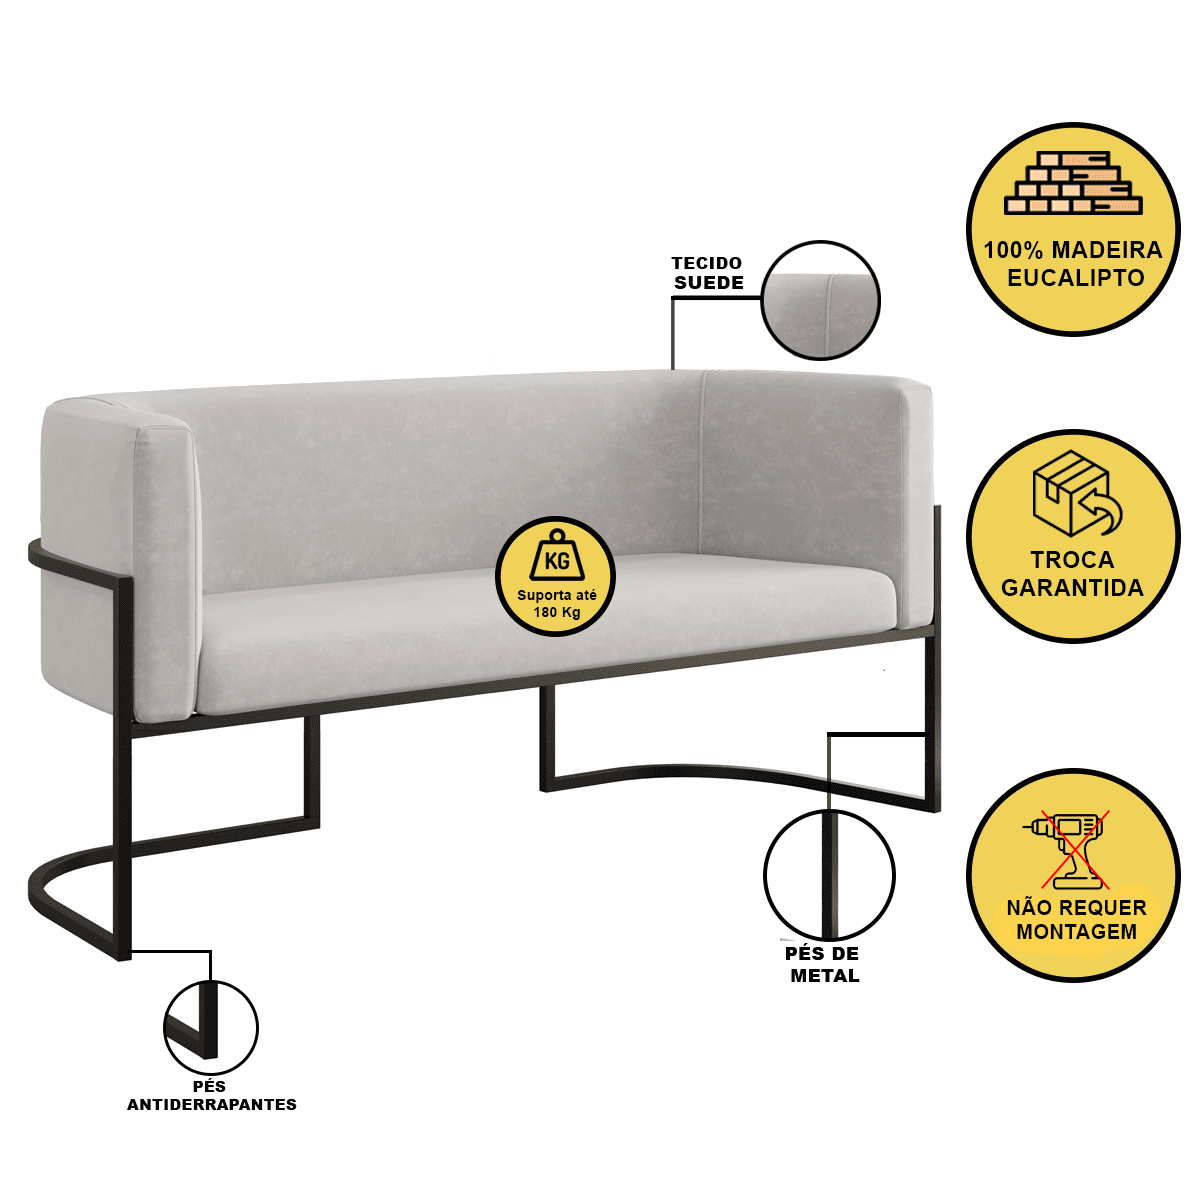 TECIDO
SUEDE
100% MADEIRA
EUCALIPTO
TROCA
GARANTIDA
KG
Suporta até
180 Kg
NÃO REQUER
MONTAGEM
PÉS DE
METAL
PÉS
ANTIDERRAPANTES